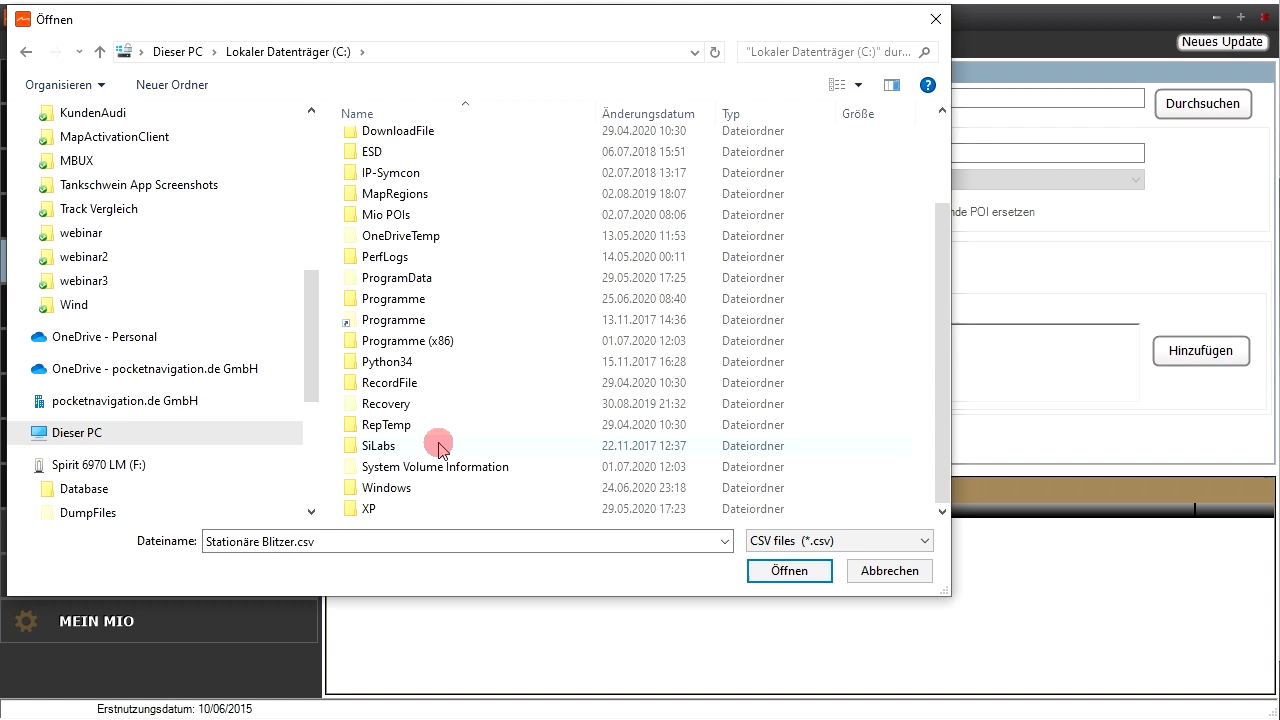 Öffnen
Neues Update
Dieser PC
Lokaler Datenträger (C:)
"Lokaler Datenträger (C:)" dur...
Organisieren
Neuer Ordner
Name Änderungsdatum Typ Größe
KundenAudi
MapActivationClient
MBUX
Tankschwein App Screenshots
Track Vergleich
webinar
webinar2
webinar3
Wind
OneDrive - Personal
OneDrive - pocketnavigation.de GmbH
pocketnavigation.de GmbH
Dieser PC
Spirit 6970 LM (F:)
Database
DumpFiles
DownloadFile 29.04.2020 10:30 Dateiordner
ESD 06.07.2018 15:51 Dateiordner
IP-Symcon 02.07.2018 13:17 Dateiordner
MapRegions 02.08.2019 18:07 Dateiordner
Mio POIs 02.07.2020 08:06 Dateiordner
OneDriveTemp 13.05.2020 11:53 Dateiordner
PerfLogs 14.05.2020 00:11 Dateiordner
ProgramData 29.05.2020 17:25 Dateiordner
Programme 25.06.2020 08:40 Dateiordner
Programme 13.11.2017 14:36 Dateiordner
Programme (x86) 01.07.2020 12:03 Dateiordner
Python34 15.11.2017 16:28 Dateiordner
RecordFile 29.04.2020 10:30 Dateiordner
Recovery 30.08.2019 21:32 Dateiordner
RepTemp 29.04.2020 10:30 Dateiordner
SiLabs 22.11.2017 12:37 Dateiordner
System Volume Information 01.07.2020 12:03 Dateiordner
Windows 24.06.2020 23:18 Dateiordner
XP 29.05.2020 17:23 Dateiordner
Dateiname: Stationäre Blitzer.csv
CSV files (*.csv)
Öffnen
Abbrechen
Durchsuchen
nde POI ersetzen
Hinzufügen
MEIN MIO
Erstnutzungsdatum: 10/06/2015